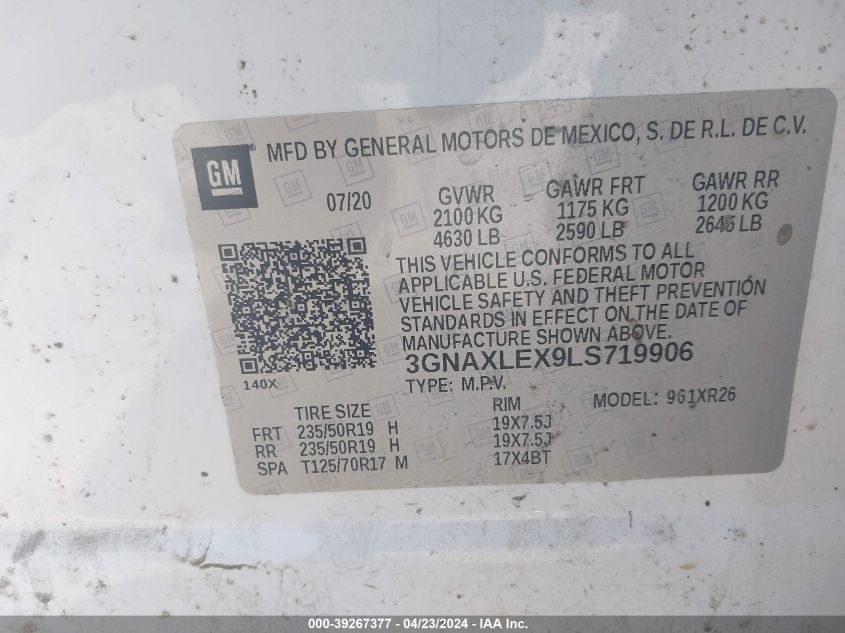 GM ® MFD BY GENERAL MOTORS DE MEXICO, S. DE R.L. DE C.V.
07/20 GVWR GAWR FRT GAWR RR
2100 KG 1175 KG 1200 KG
4630 LB 2590 LB 2645 LB
THIS VEHICLE CONFORMS TO ALL
APPLICABLE U.S. FEDERAL MOTOR
VEHICLE SAFETY AND THEFT PREVENTION
STANDARDS IN EFFECT ON THE DATE OF
MANUFACTURE SHOWN ABOVE.
3GNAXLEX9LS719906
140X TYPE: M.P.V. MODEL: 961XR26
TIRE SIZE RIM
FRT 235/50R19 H 19X7.5J
RR 235/50R19 H 19X7.5J
SPA T125/70R17 M 17X4BT
000-39267377 - 04/23/2024 - IAA Inc.